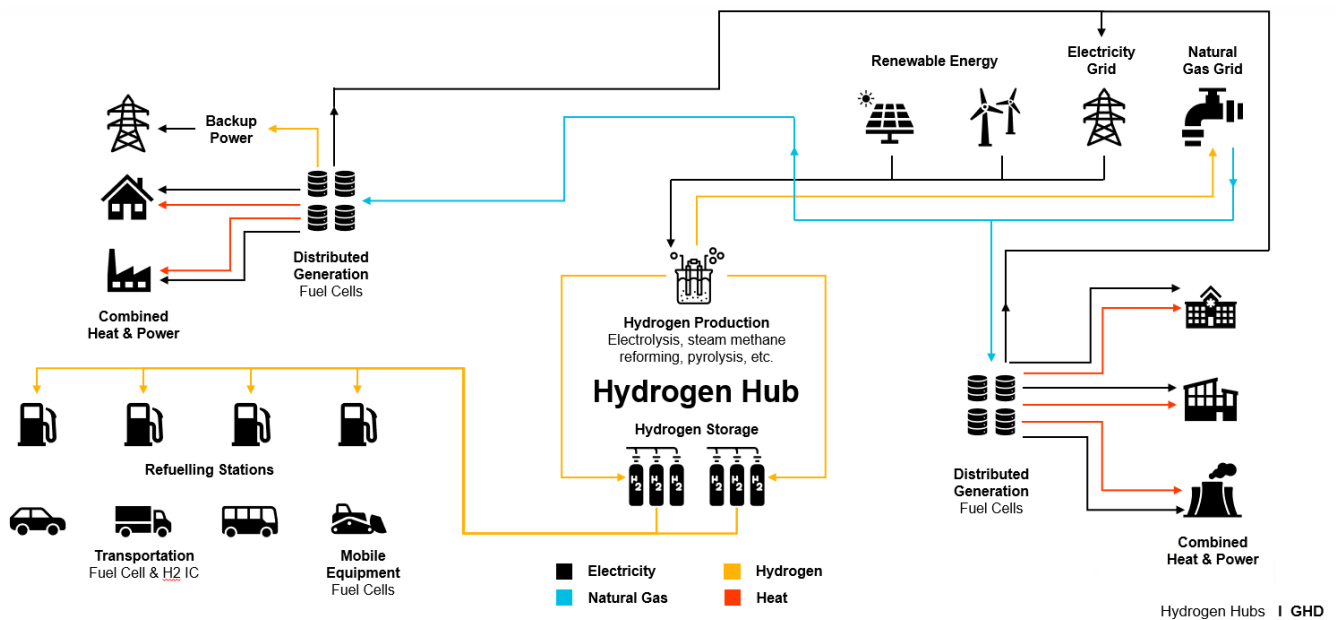 Renewable Energy
Electricity
Grid
Natural
Gas Grid
Backup
Power
Distributed
Generation
Fuel Cells
Combined
Heat & Power
Hydrogen Production
Electrolysis, steam methane
reforming, pyrolysis, etc.
Hydrogen Hub
Hydrogen Storage
H2 H2 H2 H2 H2 H2
Refuelling Stations
Transportation
Fuel Cell & H2 IC
Mobile
Equipment
Fuel Cells
Distributed
Generation
Fuel Cells
Combined
Heat & Power
Electricity
Hydrogen
Natural Gas
Heat
Hydrogen Hubs I GHD